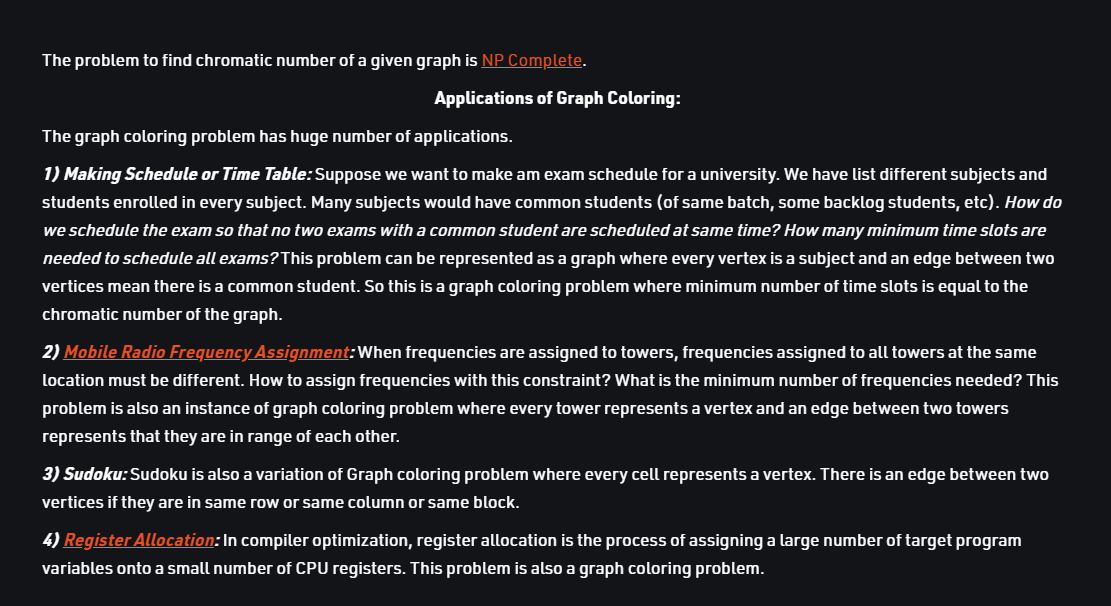 The problem to find chromatic number of a given graph is NP Complete.
Applications of Graph Coloring:
The graph coloring problem has huge number of applications.
1) Making Schedule or Time Table: Suppose we want to make am exam schedule for a university. We have list different subjects and
students enrolled in every subject. Many subjects would have common students (of same batch, some backlog students, etc). How do
we schedule the exam so that no two exams with a common student are scheduled at same time? How many minimum time slots are
needed to schedule all exams? This problem can be represented as a graph where every vertex is a subject and an edge between two
vertices mean there is a common student. So this is a graph coloring problem where minimum number of time slots is equal to the
chromatic number of the graph.
2) Mobile Radio Frequency Assignment: When frequencies are assigned to towers, frequencies assigned to all towers at the same
location must be different. How to assign frequencies with this constraint? What is the minimum number of frequencies needed? This
problem is also an instance of graph coloring problem where every tower represents a vertex and an edge between two towers
represents that they are in range of each other.
3) Sudoku: Sudoku is also a variation of Graph coloring problem where every cell represents a vertex. There is an edge between two
vertices if they are in same row or same column or same block.
4) Register Allocation: In compiler optimization, register allocation is the process of assigning a large number of target program
variables onto a small number of CPU registers. This problem is also a graph coloring problem.